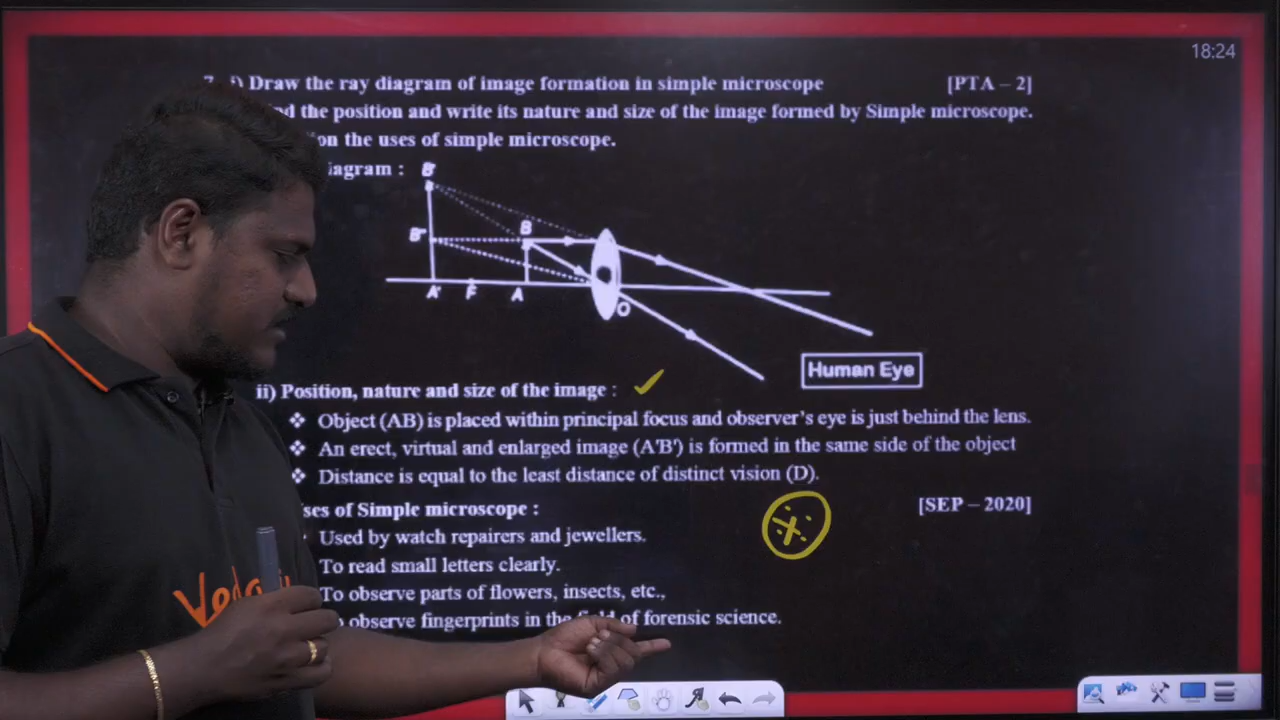 18:24
i) Draw the ray diagram of image formation in simple microscope [PTA – 2]
the position and write its nature and size of the image formed by Simple microscope.
the uses of simple microscope.
B'
B"
B
A' F A
O
Human Eye
ii) Position, nature and size of the image :
❖ Object (AB) is placed within principal focus and observer's eye is just behind the lens.
❖ An erect, virtual and enlarged image (A'B') is formed in the same side of the object
❖ Distance is equal to the least distance of distinct vision (D).
of Simple microscope : [SEP – 2020]
Used by watch repairers and jewellers.
To read small letters clearly.
To observe parts of flowers, insects, etc.,
observe fingerprints in the field of forensic science.